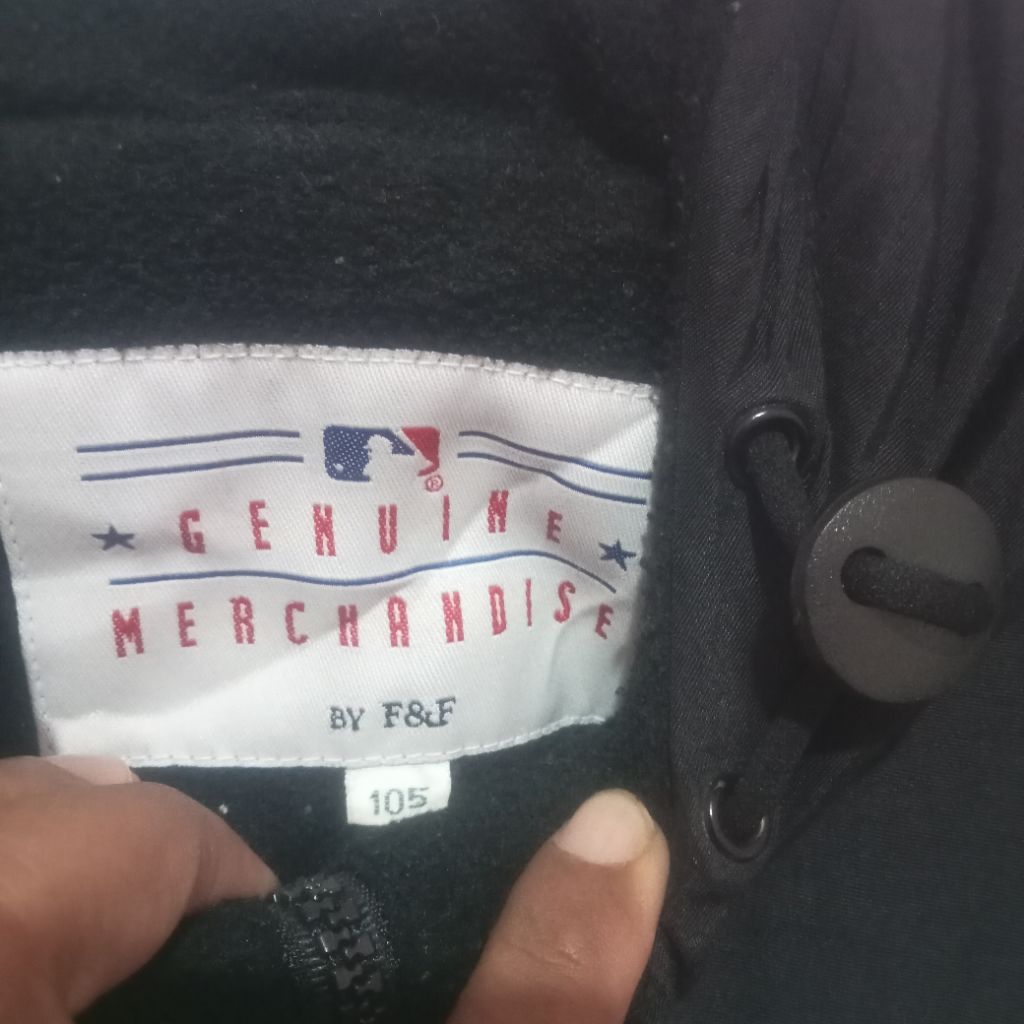 ®
GENUINE
MERCHANDISE
BY F&F
105